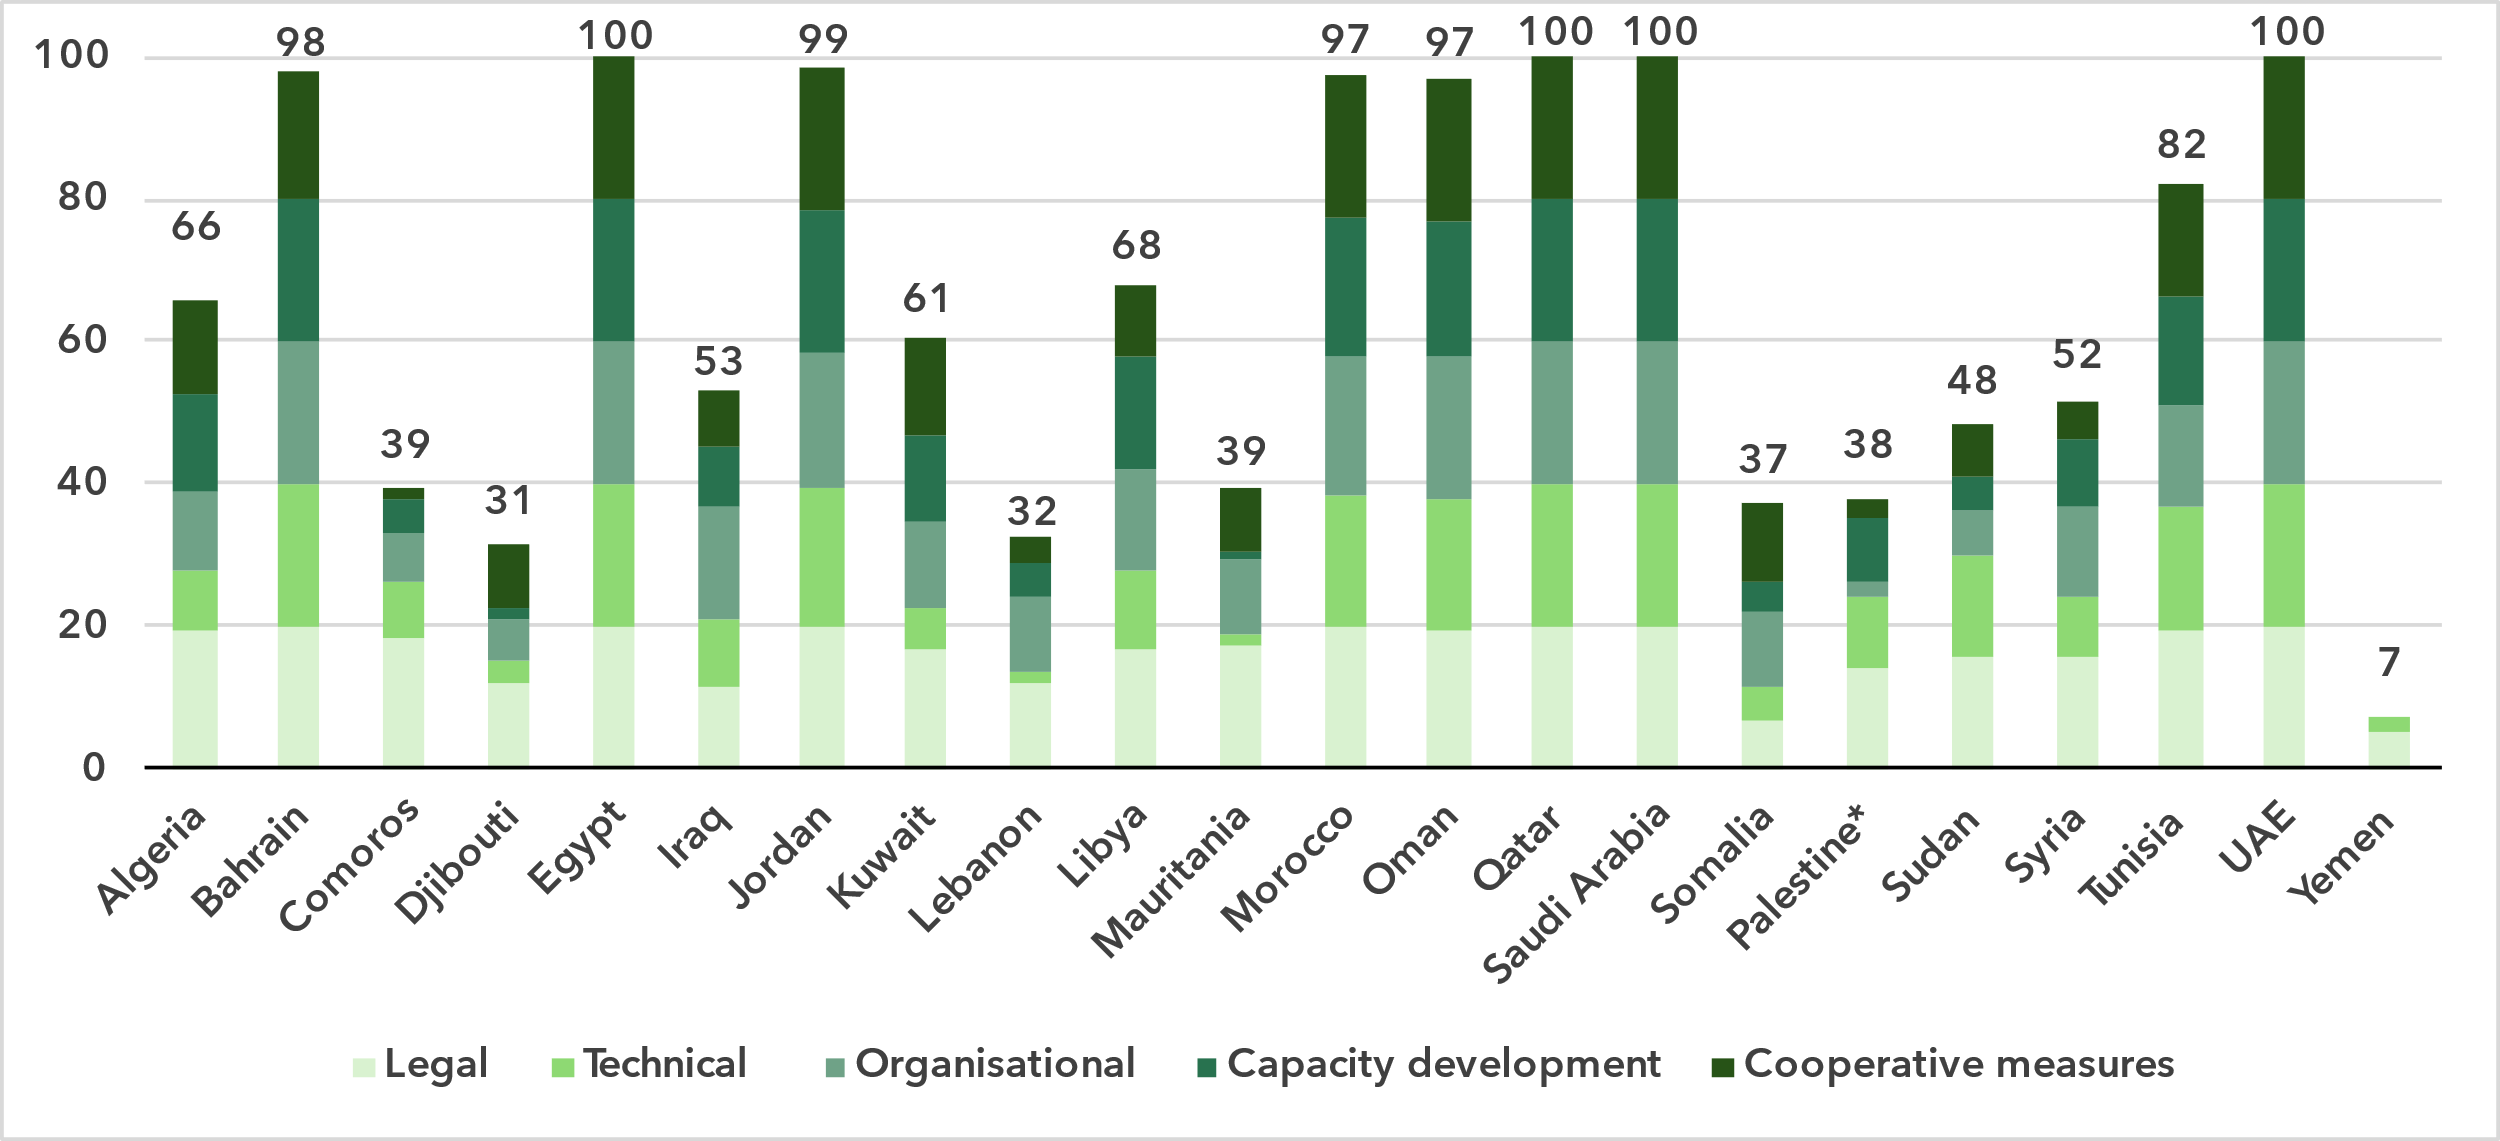 100
80
60
40
20
0
66
98
39
31
100
53
99
61
32
68
39
97
97
100
100
37
38
48
52
82
100
7
Algeria
Bahrain
Comoros
Djibouti
Egypt
Iraq
Jordan
Kuwait
Lebanon
Libya
Mauritania
Morocco
Oman
Qatar
Saudi Arabia
Somalia
Palestine*
Sudan
Syria
Tunisia
UAE
Yemen
Legal Technical Organisational Capacity development Cooperative measures